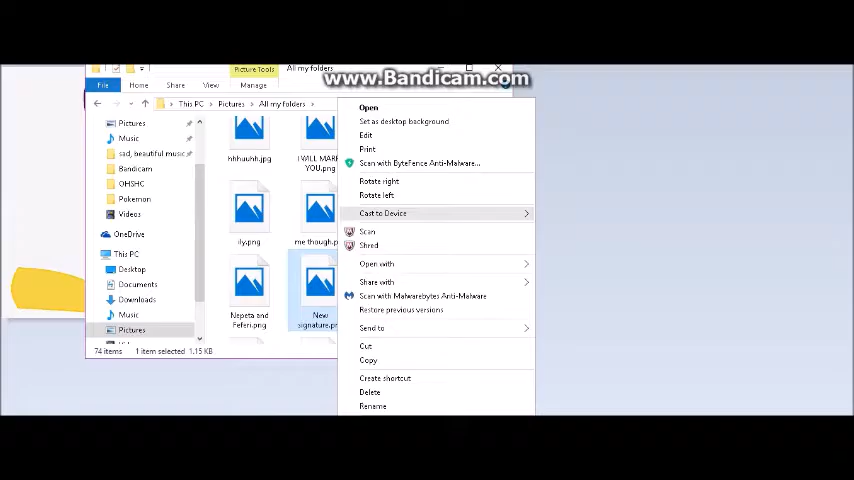 Picture Tools
All my folders
www.Bandicam.com
File
Home
Share
View
Manage
This PC
Pictures
All my folders
Pictures
Music
sad, beautiful music
Bandicam
OHSHC
Pokemon
Videos
OneDrive
This PC
Desktop
Documents
Downloads
Music
Pictures
hhhuuhh.jpg
I WILL MARR
YOU.png
ily.png
me though.p
Nepeta and
Feferi.png
New
signature.pn
74 items
1 item selected
1.15 KB
Open
Set as desktop background
Edit
Print
Scan with ByteFence Anti-Malware...
Rotate right
Rotate left
Cast to Device
Scan
Shred
Open with
Share with
Scan with Malwarebytes Anti-Malware
Restore previous versions
Send to
Cut
Copy
Create shortcut
Delete
Rename